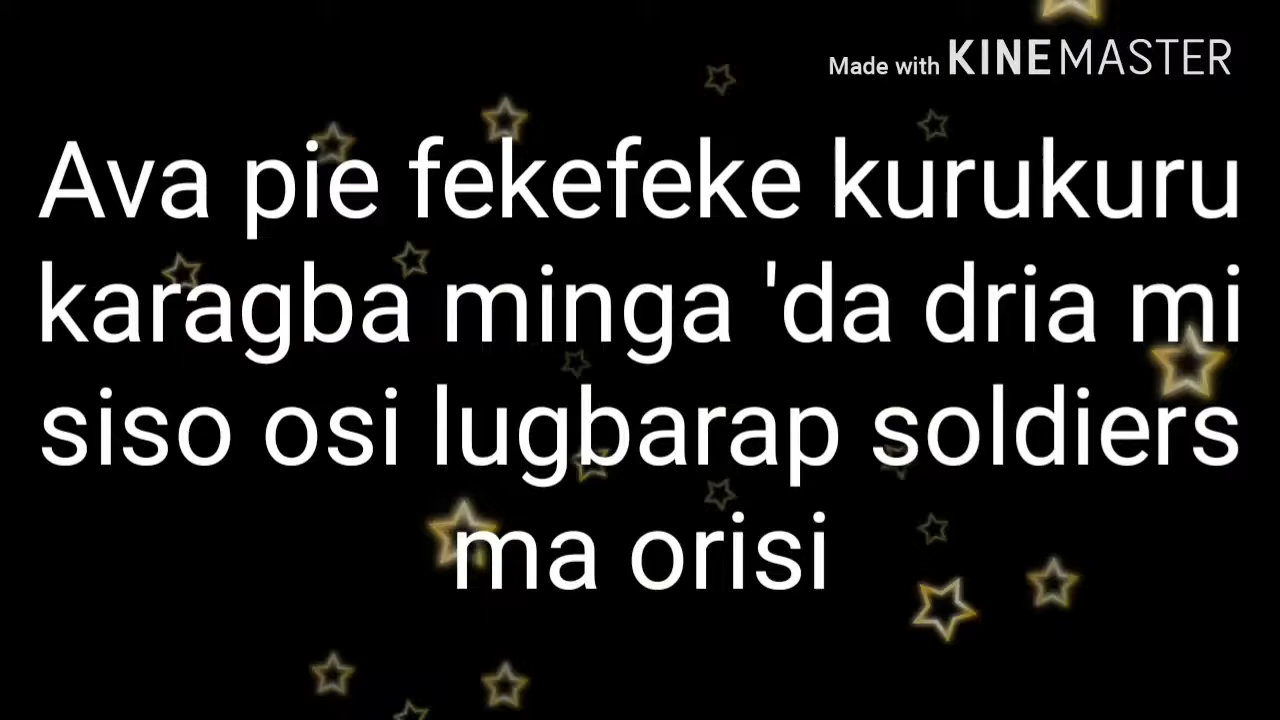 Made with KINEMASTER
Ava pie fekefeke kurukuru
karagba minga 'da dria mi
siso osi lugbarap soldiers
ma orisi